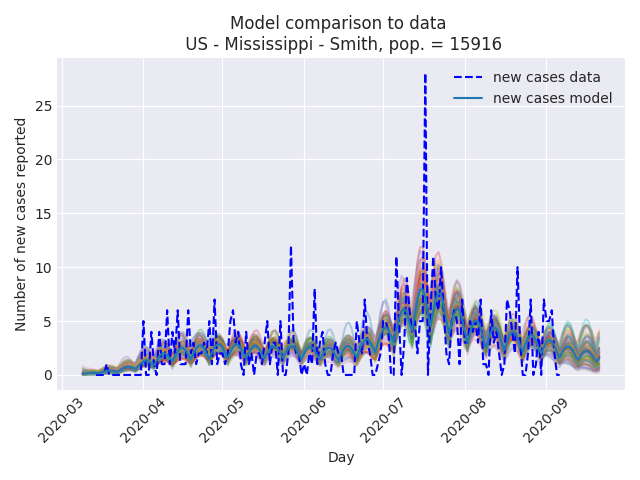 Model comparison to data
US - Mississippi - Smith, pop. = 15916
new cases data
new cases model
Number of new cases reported
25
20
15
10
5
0
2020-03
2020-04
2020-05
2020-06
2020-07
2020-08
2020-09
Day